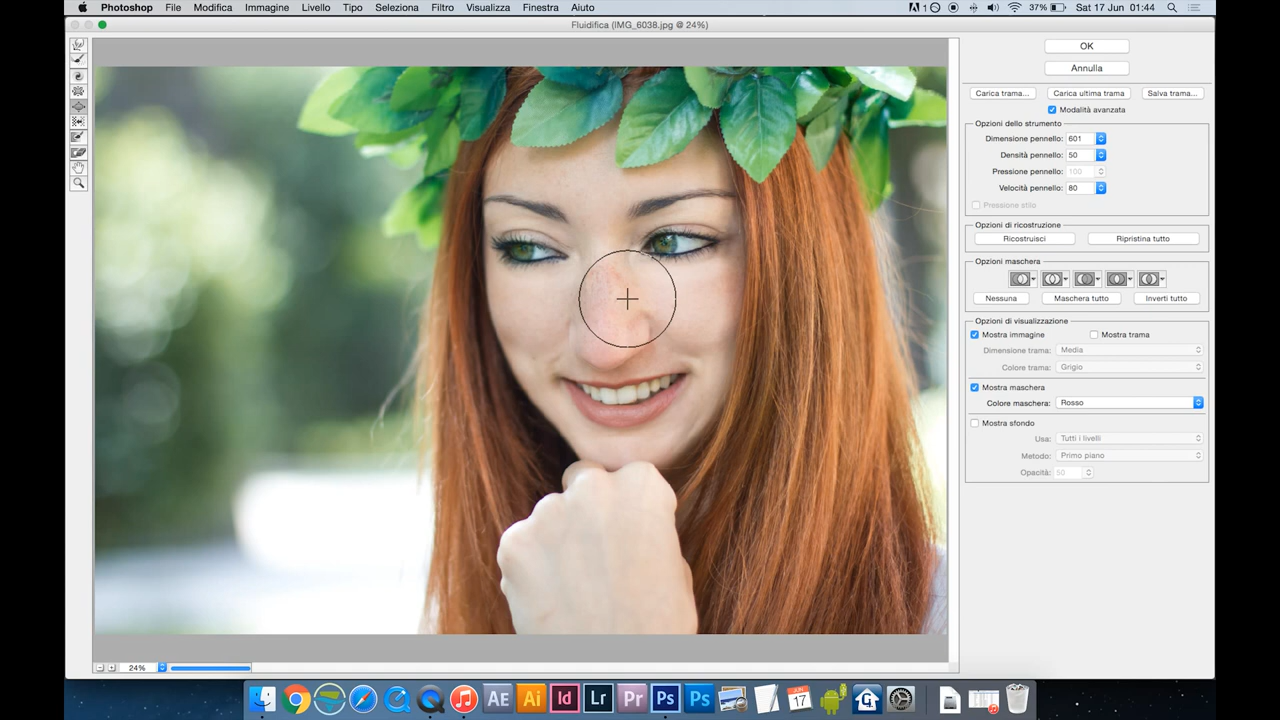 Photoshop File Modifica Immagine Livello Tipo Seleziona Filtro Visualizza Finestra Aiuto 1 37% Sat 17 Jun 01:44
Fluidifica (IMG_6038.jpg @ 24%)
OK
Annulla
Carica trama... Carica ultima trama Salva trama...
Modalità avanzata
Opzioni dello strumento
Dimensione pennello: 601
Densità pennello: 50
Pressione pennello: 100
Velocità pennello: 80
Pressione stilo
Opzioni di ricostruzione
Ricostruisci Ripristina tutto
Opzioni maschera
Nessuna Maschera tutto Inverti tutto
Opzioni di visualizzazione
Mostra immagine Mostra trama
Dimensione trama: Media
Colore trama: Grigio
Mostra maschera
Colore maschera: Rosso
Mostra sfondo
Usa: Tutti i livelli
Metodo: Primo piano
Opacità: 50
24%
AE Ai Id Lr Pr Ps Ps JUN 17